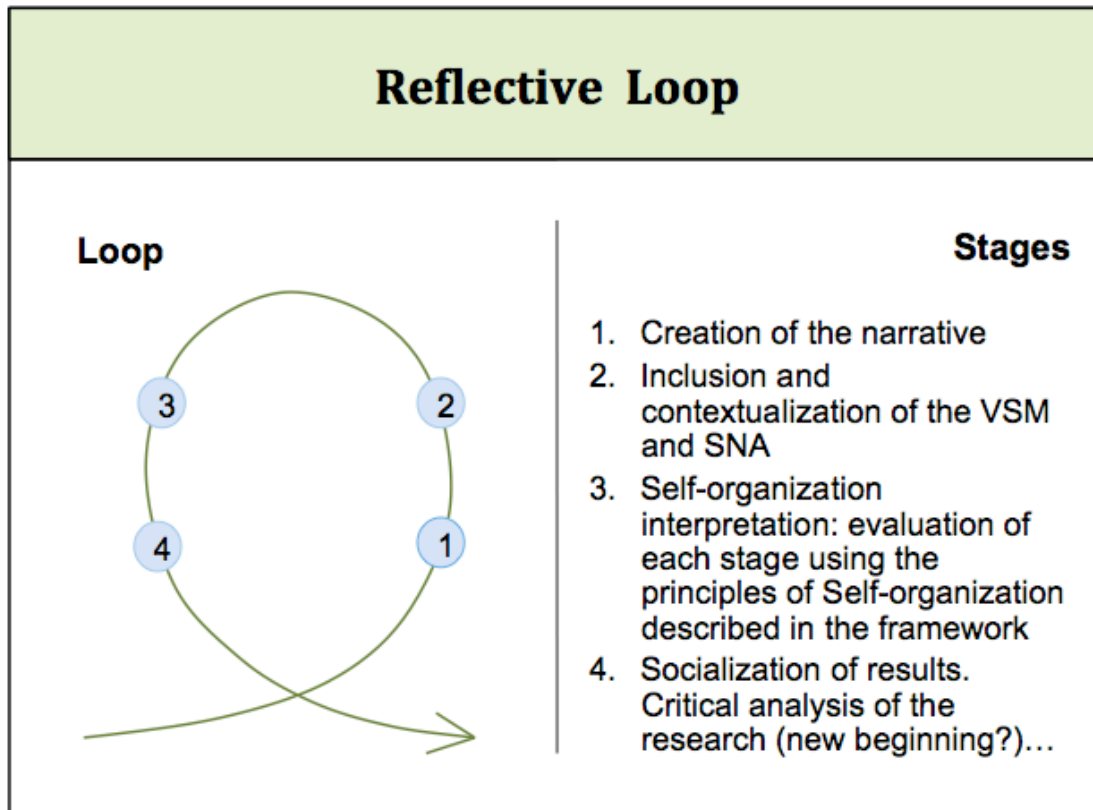 Reflective Loop
Loop
3
2
4
1
Stages
1. Creation of the narrative
2. Inclusion and
contextualization of the VSM
and SNA
3. Self-organization
interpretation: evaluation of
each stage using the
principles of Self-organization
described in the framework
4. Socialization of results.
Critical analysis of the
research (new beginning?)…